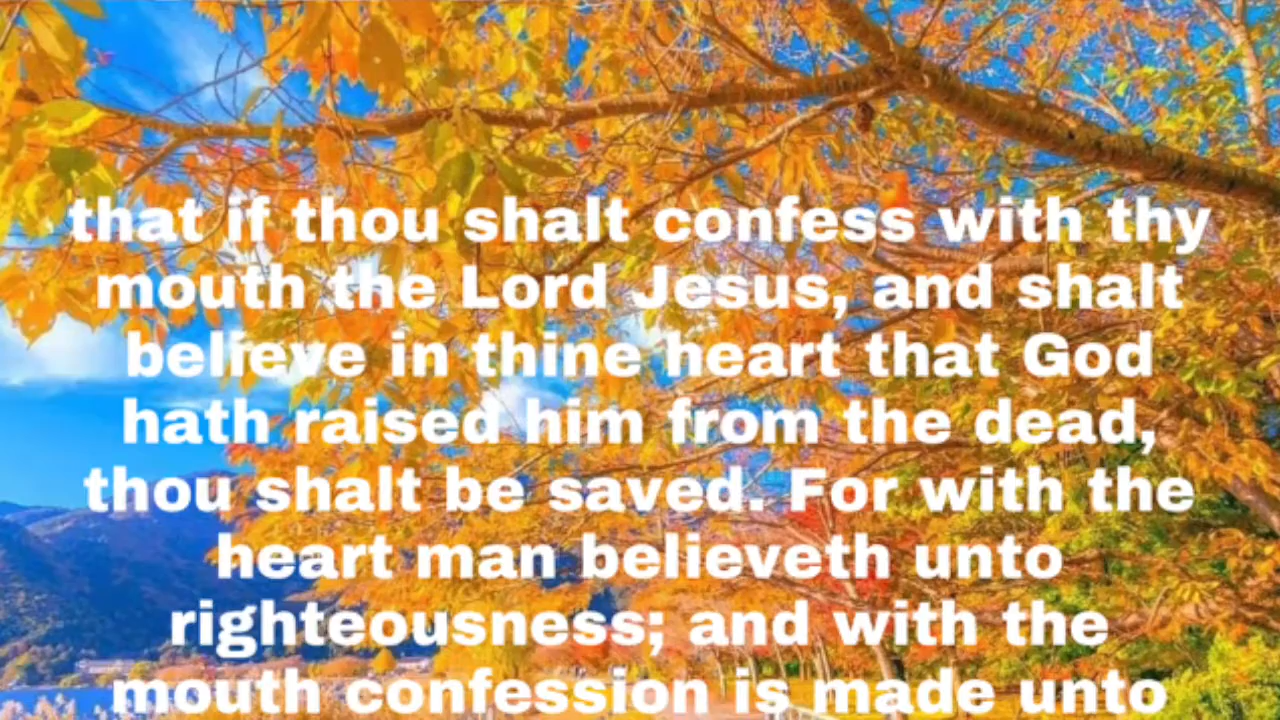 that if thou shalt confess with thy
mouth the Lord Jesus, and shalt
believe in thine heart that God
hath raised him from the dead,
thou shalt be saved. For with the
heart man believeth unto
righteousness; and with the
mouth confession is made unto